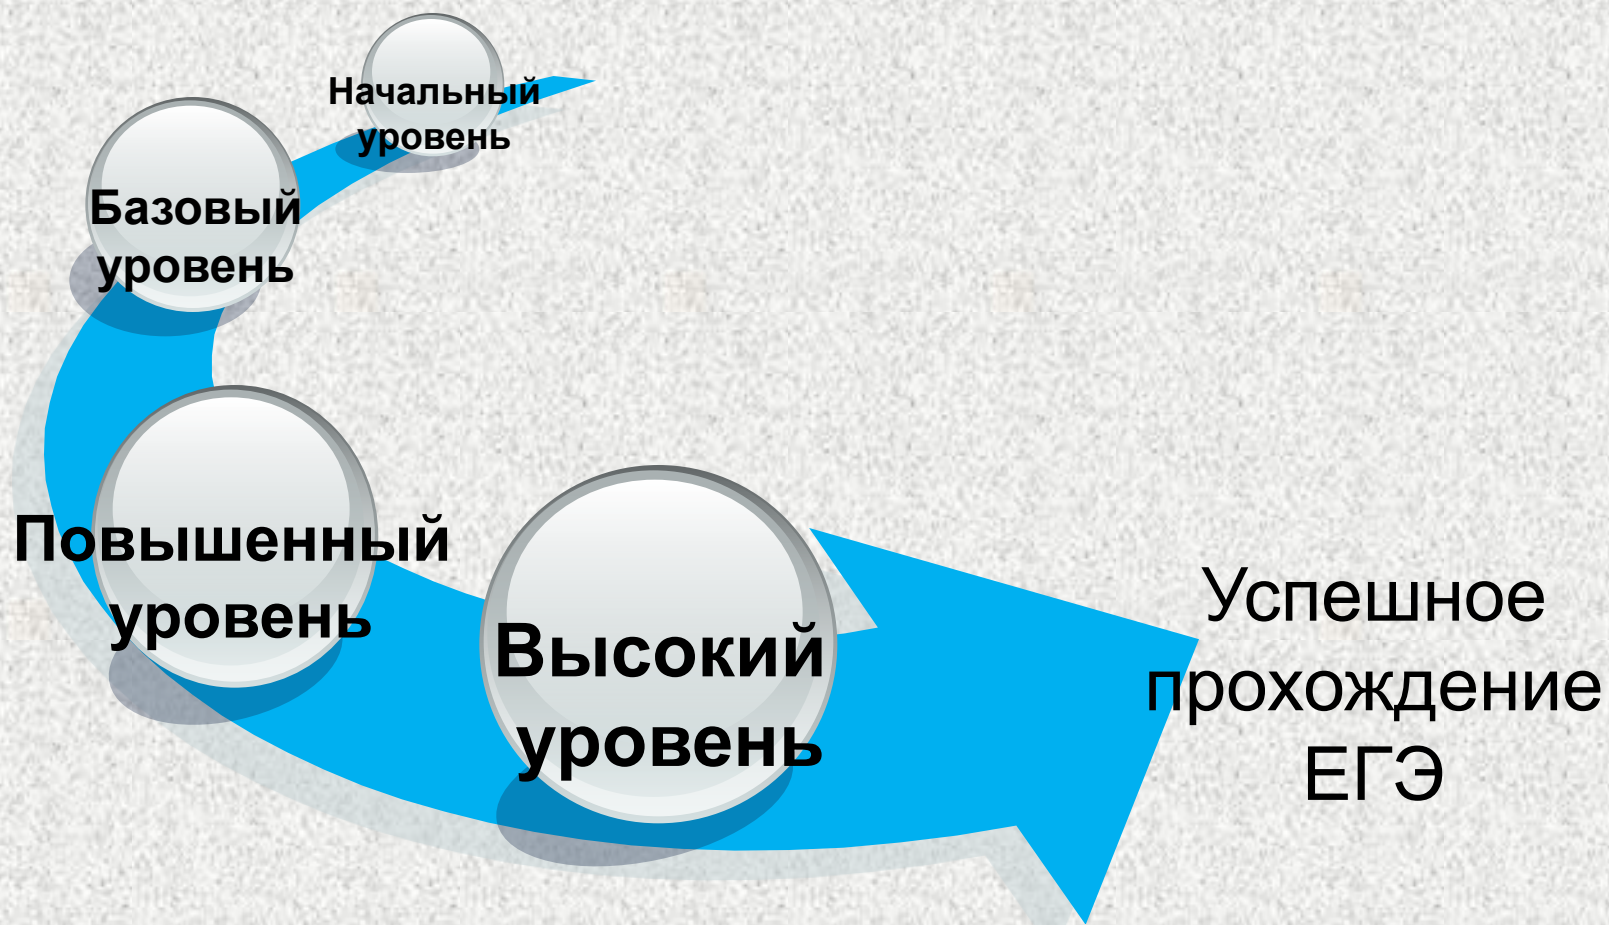 Начальный
уровень
Базовый
уровень
Повышенный
уровень
Высокий
уровень
Успешное
прохождение
ЕГЭ